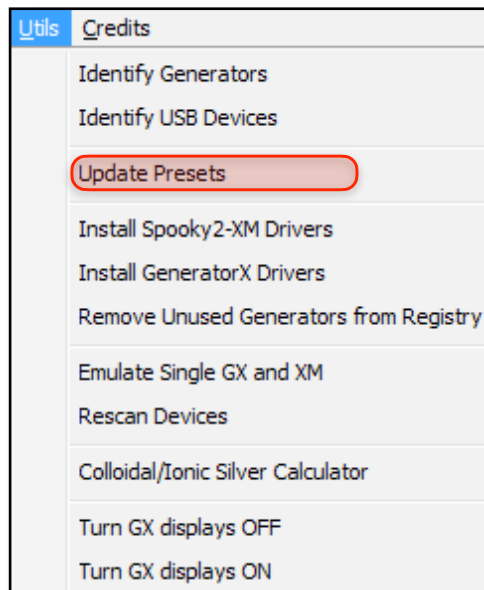 Utils Credits
Identify Generators
Identify USB Devices
Update Presets
Install Spooky2-XM Drivers
Install GeneratorX Drivers
Remove Unused Generators from Registry
Emulate Single GX and XM
Rescan Devices
Colloidal/Ionic Silver Calculator
Turn GX displays OFF
Turn GX displays ON